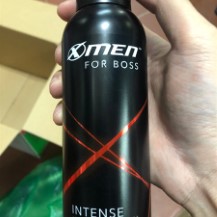 XMEN
FOR BOSS
INTENSE